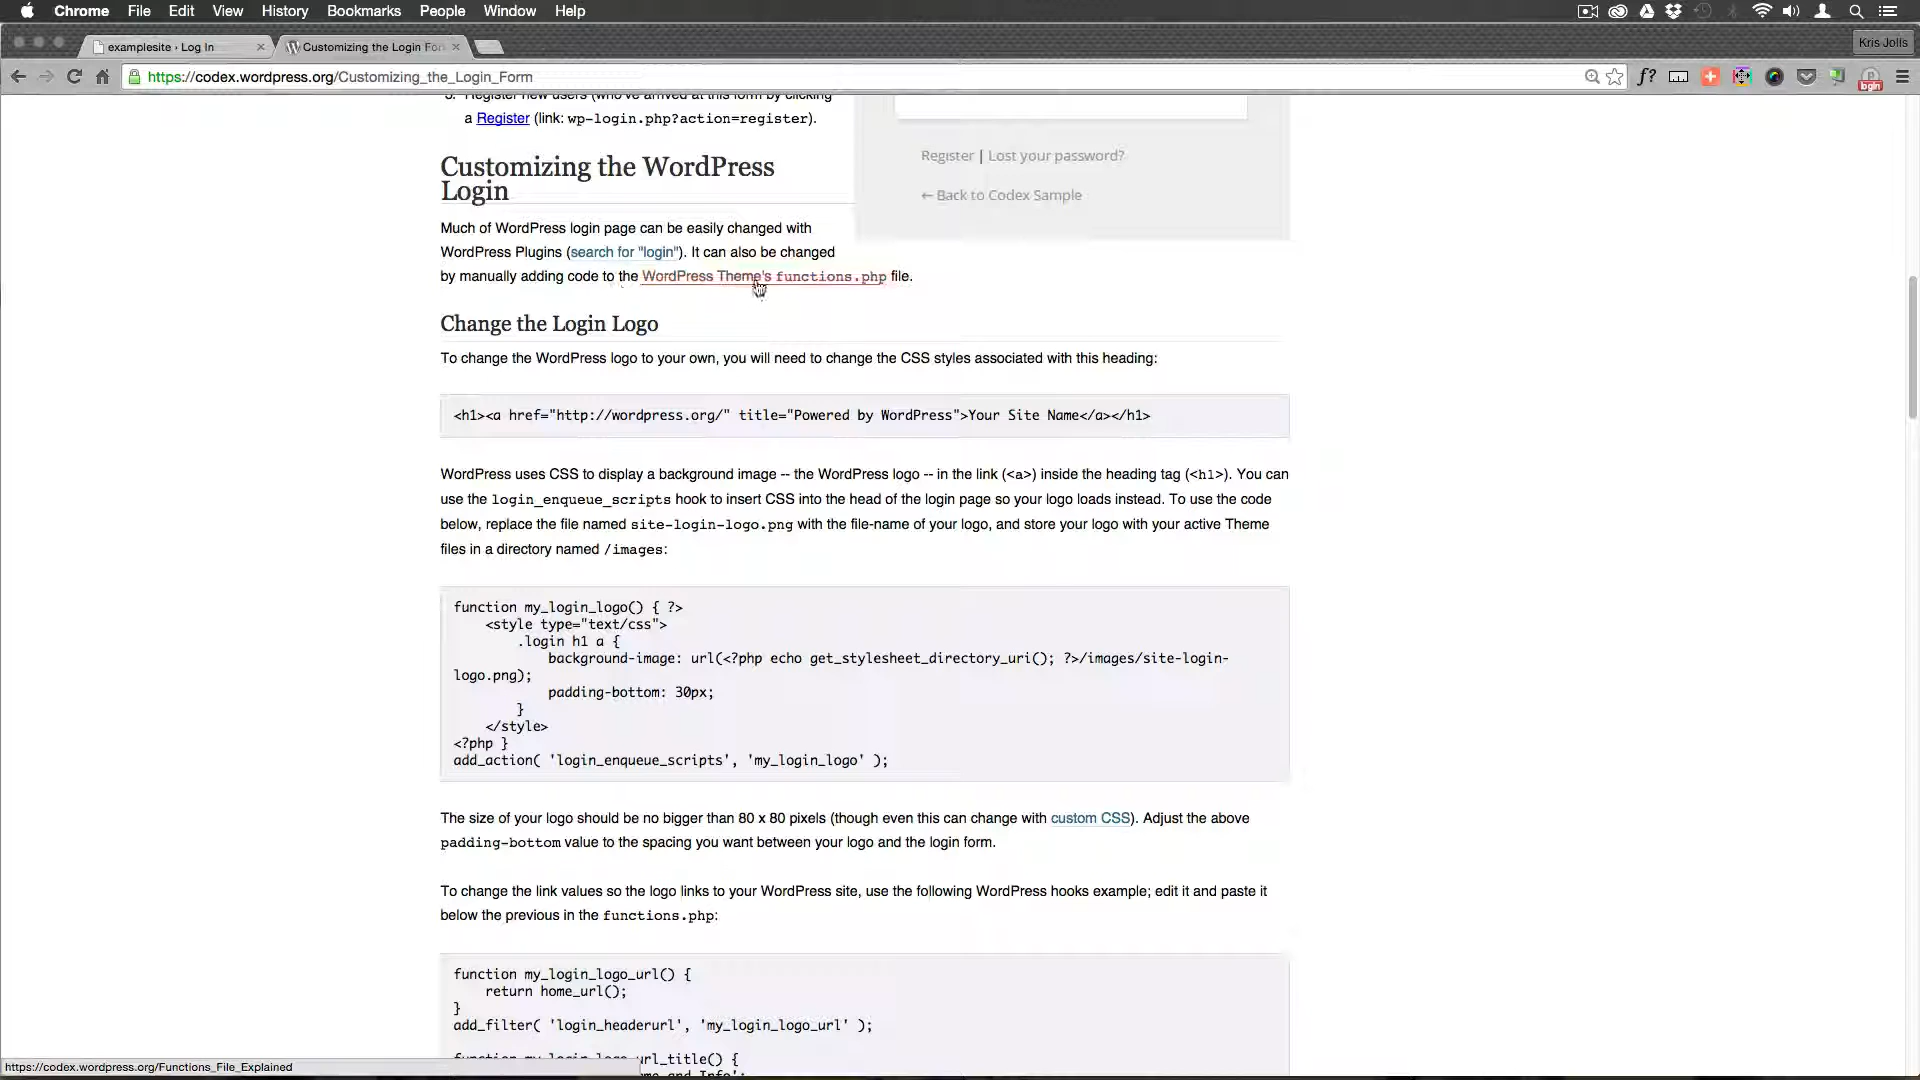 Chrome File Edit View History Bookmarks People Window Help
examplesite › Log In
Customizing the Login For
Kris Jolls
https://codex.wordpress.org/Customizing_the_Login_Form
f?
login
3. Register new users (who've arrived at this form by clicking
a Register (link: wp-login.php?action=register).
Register | Lost your password?
← Back to Codex Sample
Customizing the WordPress
Login
Much of WordPress login page can be easily changed with
WordPress Plugins (search for "login"). It can also be changed
by manually adding code to the WordPress Theme's functions.php file.
Change the Login Logo
To change the WordPress logo to your own, you will need to change the CSS styles associated with this heading:
<h1><a href="http://wordpress.org/" title="Powered by WordPress">Your Site Name</a></h1>
WordPress uses CSS to display a background image -- the WordPress logo -- in the link (<a>) inside the heading tag (<h1>). You can
use the login_enqueue_scripts hook to insert CSS into the head of the login page so your logo loads instead. To use the code
below, replace the file named site-login-logo.png with the file-name of your logo, and store your logo with your active Theme
files in a directory named /images:
function my_login_logo() { ?>
<style type="text/css">
.login h1 a {
background-image: url(<?php echo get_stylesheet_directory_uri(); ?>/images/site-login-
logo.png);
padding-bottom: 30px;
}
</style>
<?php }
add_action( 'login_enqueue_scripts', 'my_login_logo' );
The size of your logo should be no bigger than 80 x 80 pixels (though even this can change with custom CSS). Adjust the above
padding-bottom value to the spacing you want between your logo and the login form.
To change the link values so the logo links to your WordPress site, use the following WordPress hooks example; edit it and paste it
below the previous in the functions.php:
function my_login_logo_url() {
return home_url();
}
add_filter( 'login_headerurl', 'my_login_logo_url' );
function my_login_logo_url_title() {
me and Info';
https://codex.wordpress.org/Functions_File_Explained